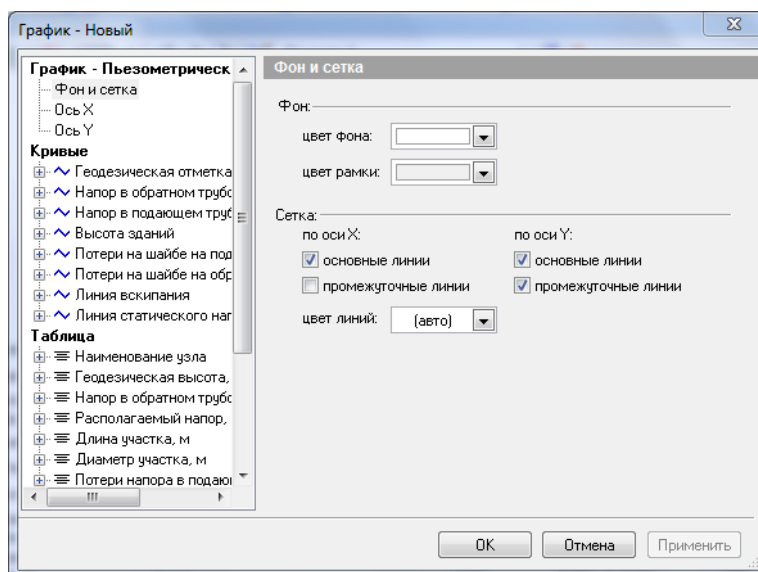 График - Новый
График - Пьезометрическ
Фон и сетка
Ось X
Ось Y
Кривые
Геодезическая отметка
Напор в обратном трубо
Напор в подающем труб
Высота зданий
Потери на шайбе на под
Потери на шайбе на обр
Линия вскипания
Линия статического нап
Таблица
Наименование узла
Геодезическая высота,
Напор в обратном трубо
Располагаемый напор,
Длина участка, м
Диаметр участка, м
Потери напора в подающ
Фон и сетка
Фон:
цвет фона:
цвет рамки:
Сетка:
по оси X: по оси Y:
основные линии основные линии
промежуточные линии промежуточные линии
цвет линий: (авто)
OK Отмена Применить